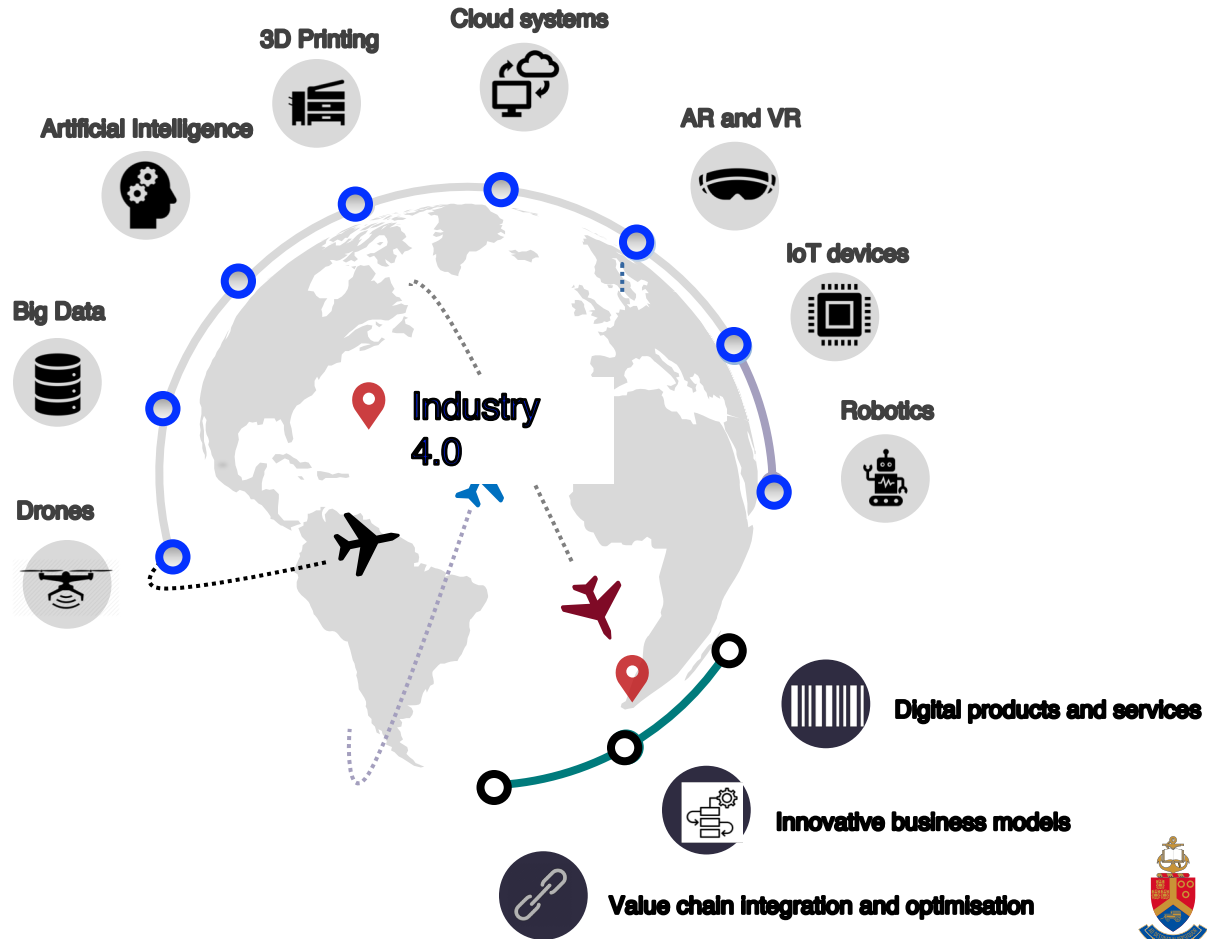 Cloud systems
3D Printing
AR and VR
Artificial Intelligence
IoT devices
Big Data
Industry
4.0
Robotics
Drones
Digital products and services
Innovative business models
Value chain integration and optimisation